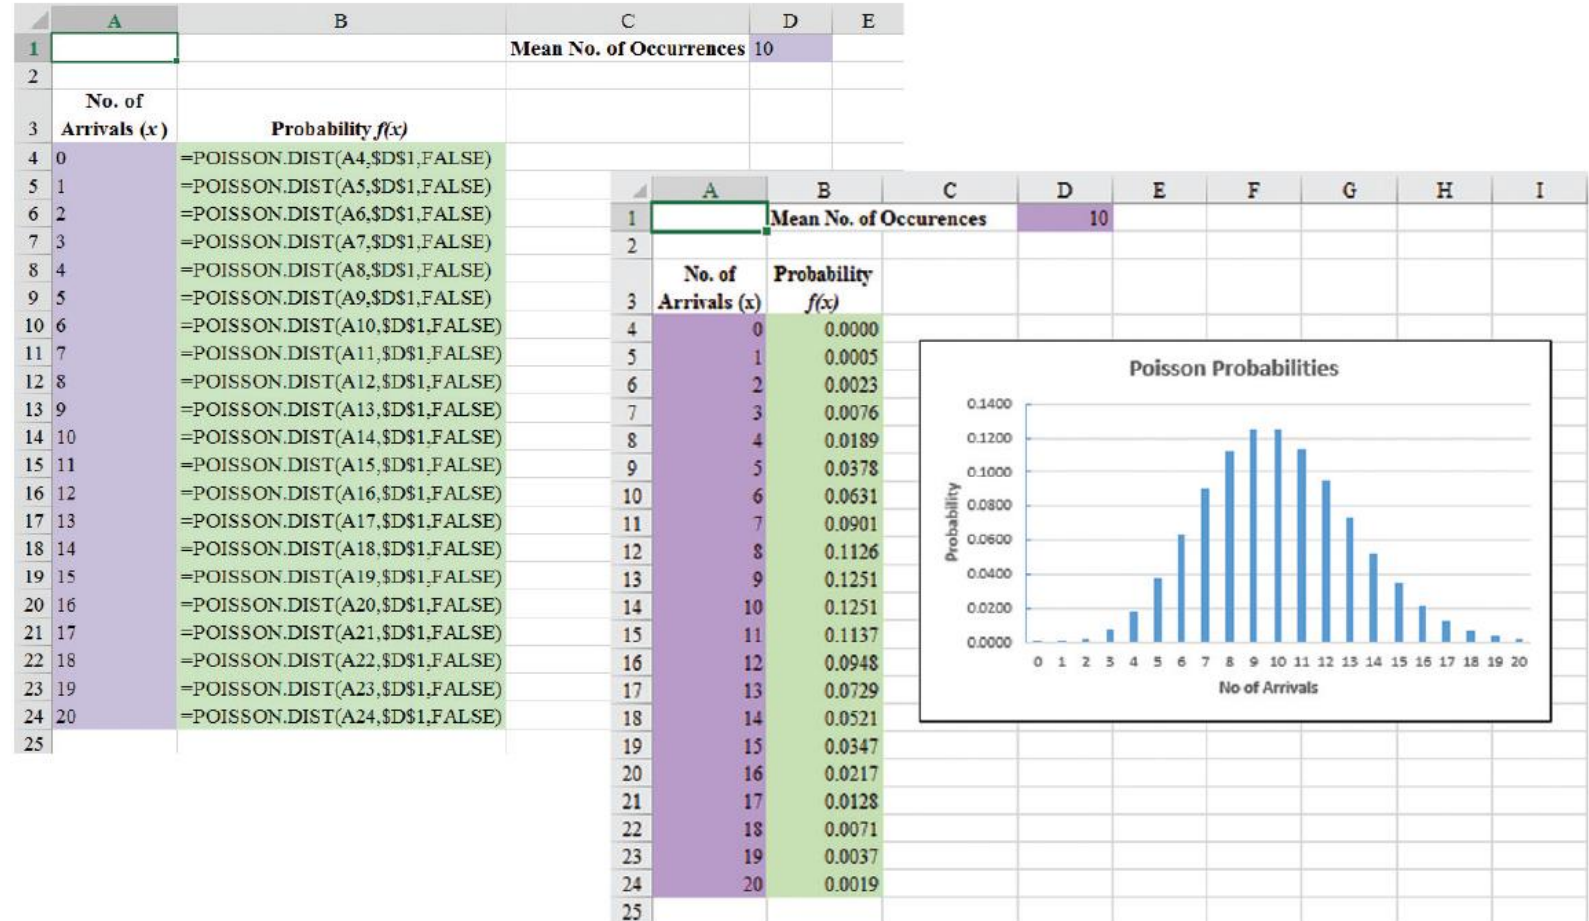 A B C D E
1 Mean No. of Occurrences 10
2
No. of
3 Arrivals (x) Probability f(x)
4 0 =POISSON.DIST(A4,$D$1,FALSE)
5 1 =POISSON.DIST(A5,$D$1,FALSE)
6 2 =POISSON.DIST(A6,$D$1,FALSE)
7 3 =POISSON.DIST(A7,$D$1,FALSE)
8 4 =POISSON.DIST(A8,$D$1,FALSE)
9 5 =POISSON.DIST(A9,$D$1,FALSE)
10 6 =POISSON.DIST(A10,$D$1,FALSE)
11 7 =POISSON.DIST(A11,$D$1,FALSE)
12 8 =POISSON.DIST(A12,$D$1,FALSE)
13 9 =POISSON.DIST(A13,$D$1,FALSE)
14 10 =POISSON.DIST(A14,$D$1,FALSE)
15 11 =POISSON.DIST(A15,$D$1,FALSE)
16 12 =POISSON.DIST(A16,$D$1,FALSE)
17 13 =POISSON.DIST(A17,$D$1,FALSE)
18 14 =POISSON.DIST(A18,$D$1,FALSE)
19 15 =POISSON.DIST(A19,$D$1,FALSE)
20 16 =POISSON.DIST(A20,$D$1,FALSE)
21 17 =POISSON.DIST(A21,$D$1,FALSE)
22 18 =POISSON.DIST(A22,$D$1,FALSE)
23 19 =POISSON.DIST(A23,$D$1,FALSE)
24 20 =POISSON.DIST(A24,$D$1,FALSE)
25
A B C D E F G H I
1 Mean No. of Occurences 10
2
No. of Probability
3 Arrivals (x) f(x)
4 0 0.0000
5 1 0.0005
6 2 0.0023
7 3 0.0076
8 4 0.0189
9 5 0.0378
10 6 0.0631
11 7 0.0901
12 8 0.1126
13 9 0.1251
14 10 0.1251
15 11 0.1137
16 12 0.0948
17 13 0.0729
18 14 0.0521
19 15 0.0347
20 16 0.0217
21 17 0.0128
22 18 0.0071
23 19 0.0037
24 20 0.0019
25
Poisson Probabilities
Probability
0.1400
0.1200
0.1000
0.0800
0.0600
0.0400
0.0200
0.0000
0 1 2 3 4 5 6 7 8 9 10 11 12 13 14 15 16 17 18 19 20
No of Arrivals